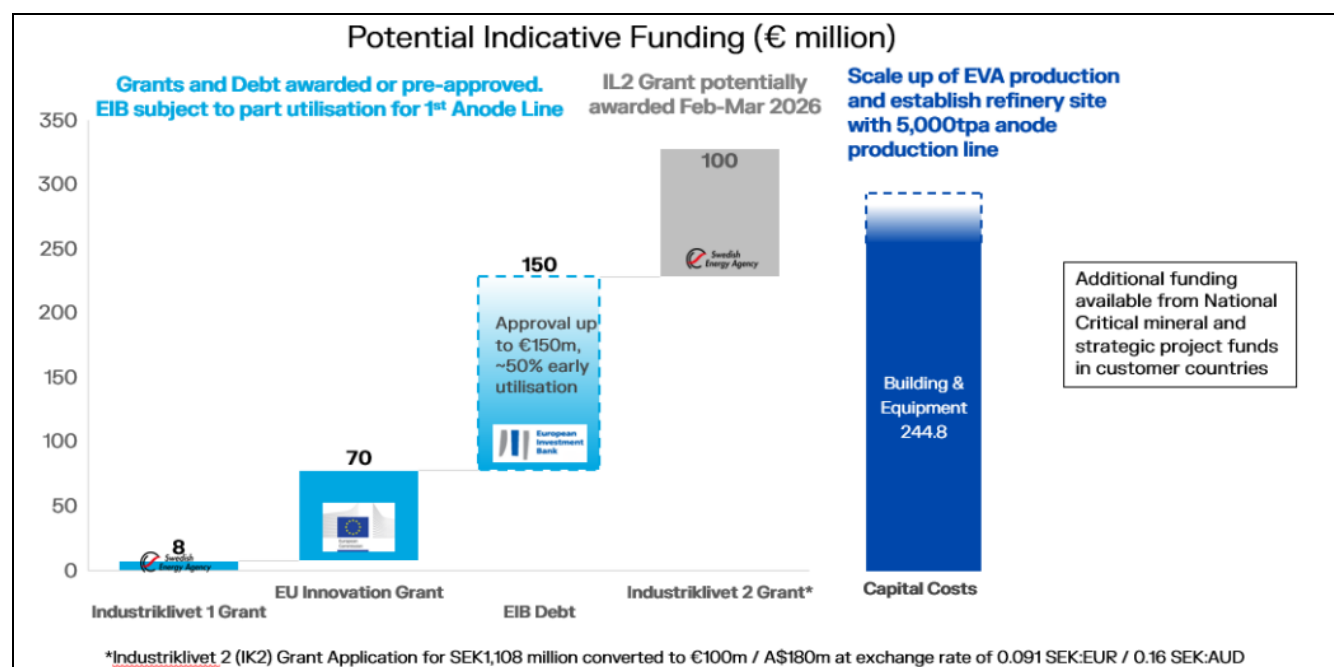 Potential Indicative Funding (€ million)
Grants and Debt awarded or pre-approved.
EIB subject to part utilisation for 1st Anode Line
IL2 Grant potentially
awarded Feb-Mar 2026
Scale up of EVA production
and establish refinery site
with 5,000tpa anode
production line
350
300
250
200
150
100
50
0
8
Swedish
Energy Agency
70
European
Commission
150
Approval up
to €150m,
~50% early
utilisation
European
Investment
Bank
100
Swedish
Energy Agency
Building &
Equipment
244.8
Additional funding
available from National
Critical mineral and
strategic project funds
in customer countries
Industriklivet 1 Grant
EU Innovation Grant
EIB Debt
Industriklivet 2 Grant*
Capital Costs
*Industriklivet 2 (IK2) Grant Application for SEK1,108 million converted to €100m / A$180m at exchange rate of 0.091 SEK:EUR / 0.16 SEK:AUD